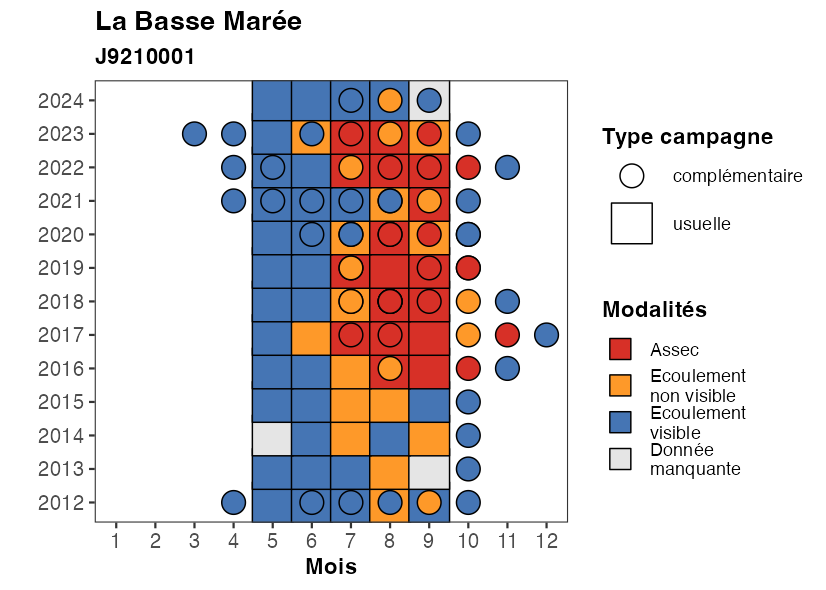 La Basse Marée
J9210001
2024
2023
2022
2021
2020
2019
2018
2017
2016
2015
2014
2013
2012
1 2 3 4 5 6 7 8 9 10 11 12
Mois
Type campagne
complémentaire
usuelle
Modalités
Assec
Ecoulement
non visible
Ecoulement
visible
Donnée
manquante